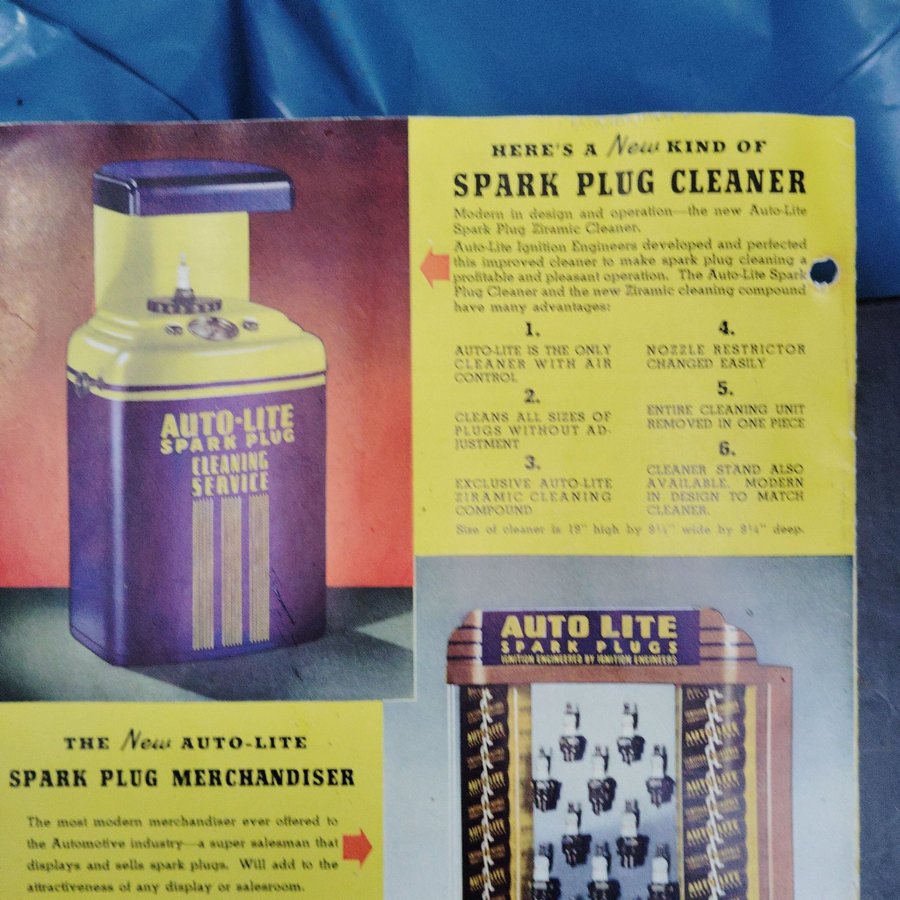 HERE'S A New KIND OF
SPARK PLUG CLEANER
Modern in design and operation—the new Auto-Lite
Spark Plug Ziramic Cleaner.
Auto-Lite Ignition Engineers developed and perfected
this improved cleaner to make spark plug cleaning a
profitable and pleasant operation. The Auto-Lite Spark
Plug Cleaner and the new Ziramic cleaning compound
have many advantages:
1.
AUTO-LITE IS THE ONLY
CLEANER WITH AIR
CONTROL
2.
CLEANS ALL SIZES OF
PLUGS WITHOUT AD-
JUSTMENT
3.
EXCLUSIVE AUTO-LITE
ZIRAMIC CLEANING
COMPOUND
4.
NOZZLE RESTRICTOR
CHANGED EASILY
5.
ENTIRE CLEANING UNIT
REMOVED IN ONE PIECE
6.
CLEANER STAND ALSO
AVAILABLE. MODERN
IN DESIGN TO MATCH
CLEANER.
Size of cleaner is 19" high by 9¼" wide by 8¼" deep.
AUTO-LITE
SPARK PLUG
CLEANING
SERVICE
AUTO LITE
SPARK PLUGS
IGNITION ENGINEERED BY IGNITION ENGINEERS
THE New AUTO-LITE
SPARK PLUG MERCHANDISER
The most modern merchandiser ever offered to
the Automotive industry—a super salesman that
displays and sells spark plugs. Will add to the
attractiveness of any display or salesroom.